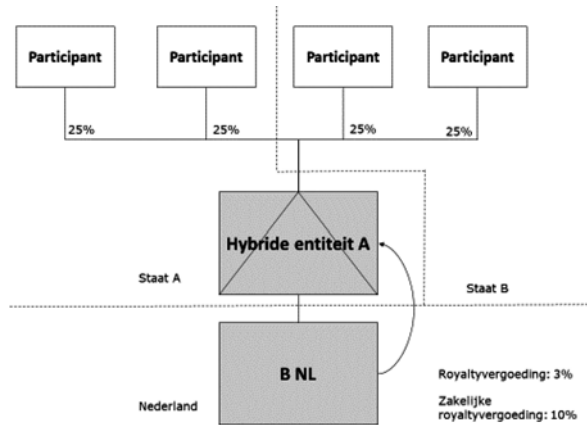 Participant
Participant
Participant
Participant
25%
25%
25%
25%
Hybride entiteit A
Staat A
Staat B
B NL
Royaltyvergoeding: 3%
Nederland
Zakelijke
royaltyvergoeding: 10%